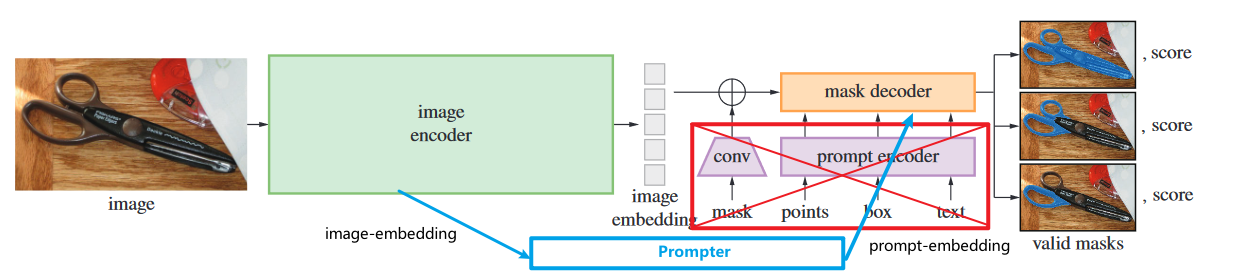 image
image
encoder
image
embedding
image-embedding
Prompter
conv
prompt encoder
mask
points
box
text
prompt-embedding
mask decoder
, score
, score
, score
valid masks